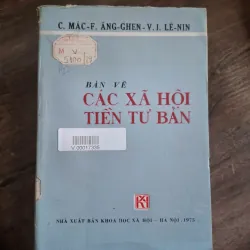 C. MÁC-F. ĂNG-GHEN-V. I. LÊ-NIN
BÀN VỀ
CÁC XÃ HỘI
TIỀN TƯ BẢN
NHÀ XUẤT BẢN KHOA HỌC XÃ HỘI - HÀ NỘI